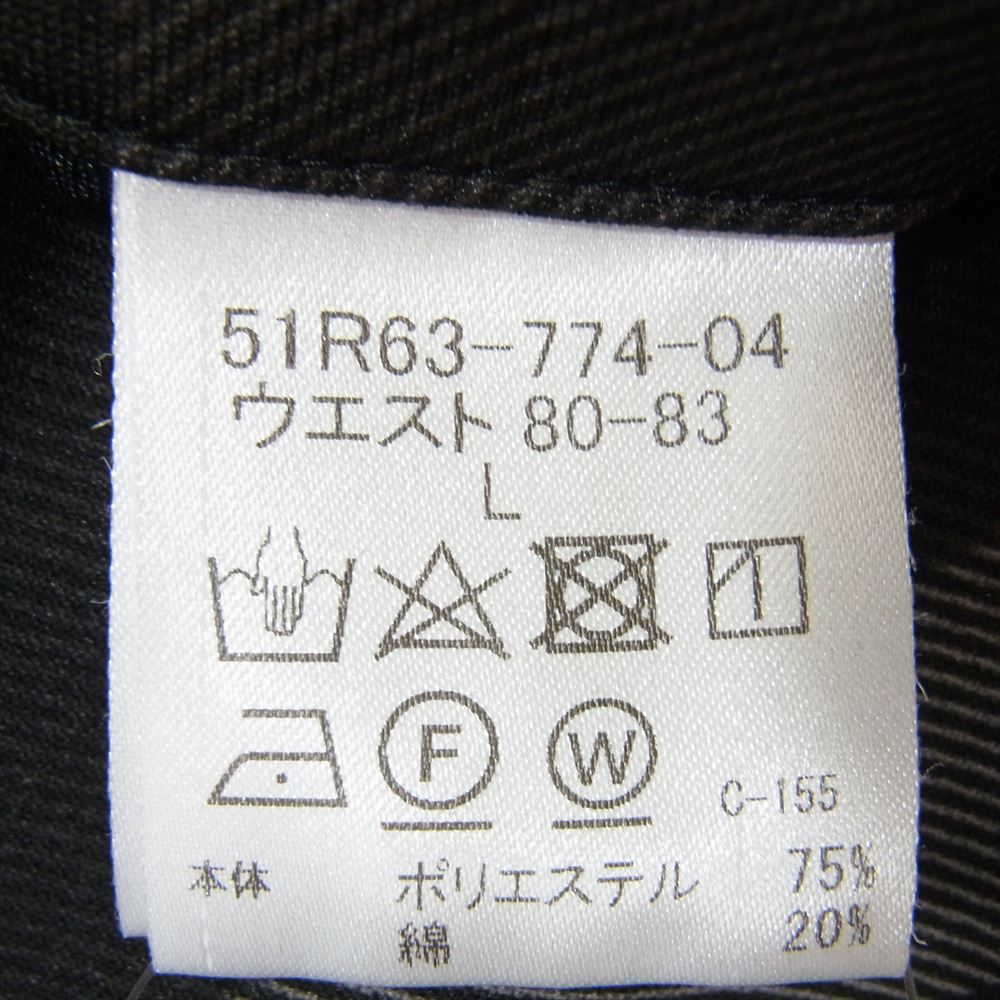 51R63-774-04
ウエスト 80-83
L
F W C-155
本体 ポリエステル 75%
綿 20%